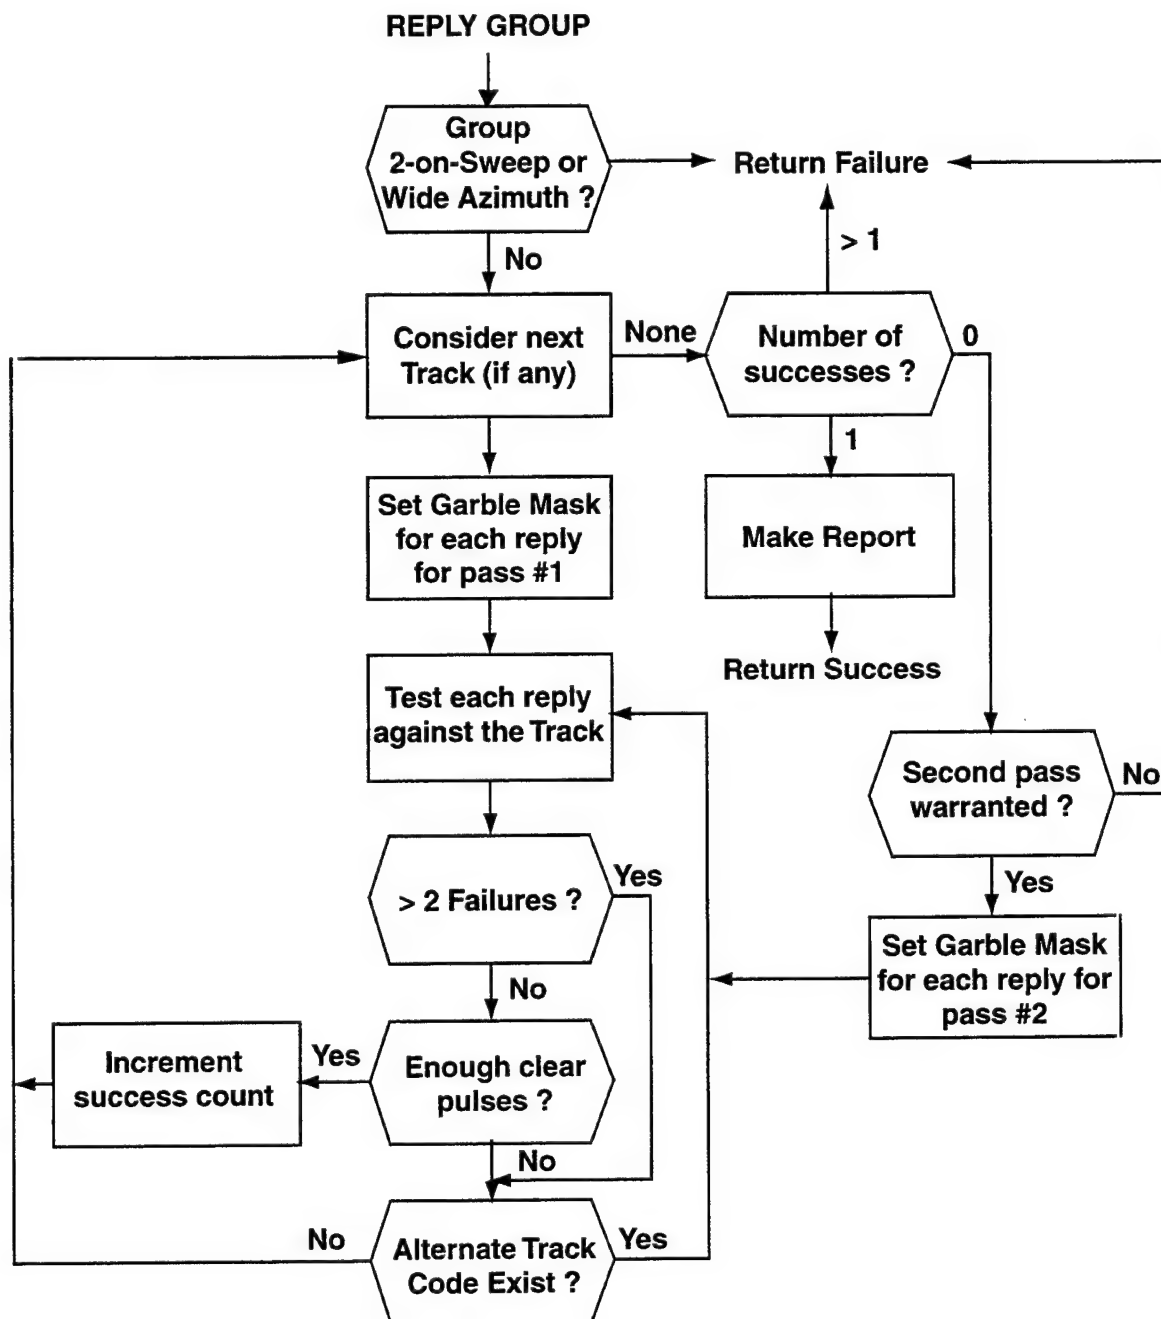 REPLY GROUP
Group
2-on-Sweep or
Wide Azimuth ?
Return Failure
No
> 1
Consider next
Track (if any)
None
Number of
successes ?
0
1
Set Garble Mask
for each reply
for pass #1
Make Report
Return Success
Test each reply
against the Track
Second pass
warranted ?
No
Yes
> 2 Failures ?
Yes
No
Set Garble Mask
for each reply for
pass #2
Increment
success count
Yes
Enough clear
pulses ?
No
No
Alternate Track
Code Exist ?
Yes